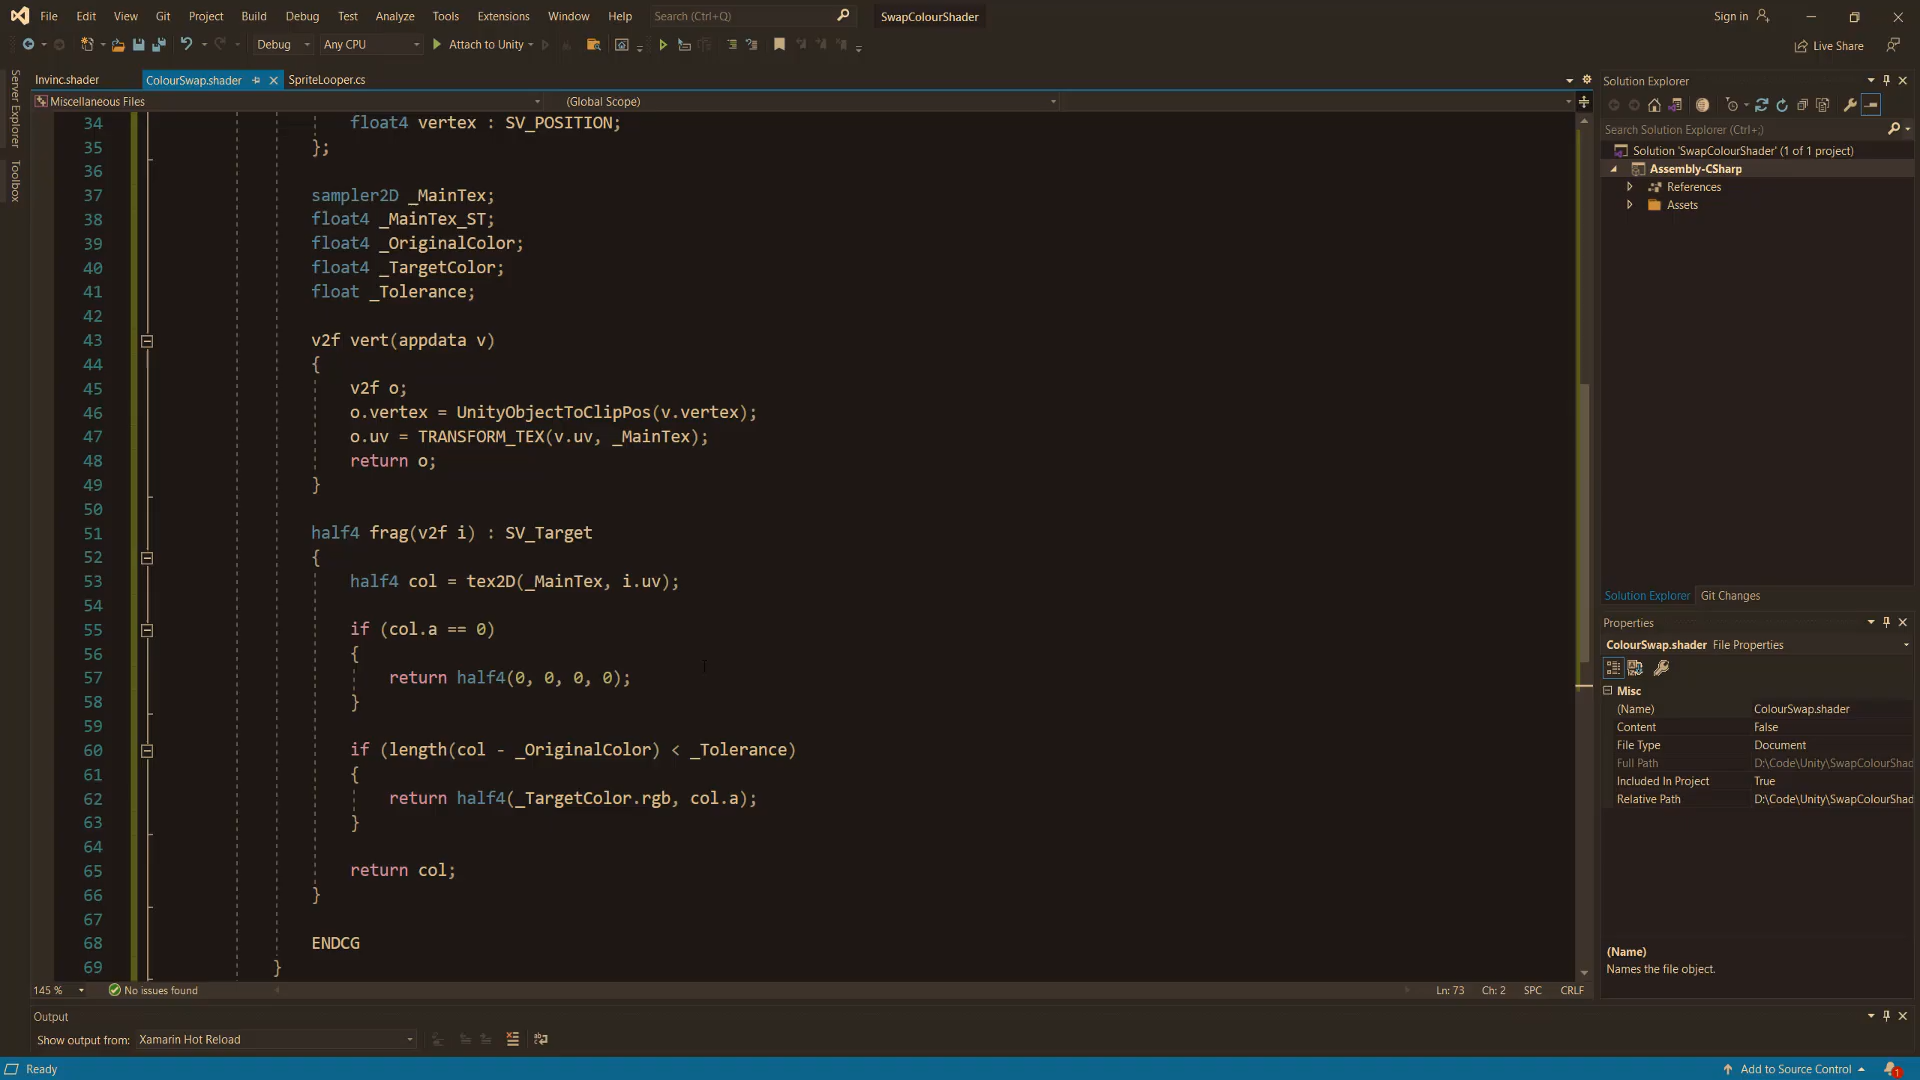 File Edit View Git Project Build Debug Test Analyze Tools Extensions Window Help Search (Ctrl+Q) SwapColourShader Sign in
Debug Any CPU Attach to Unity Live Share
Server Explorer
Toolbox
Invinc.shader ColourSwap.shader SpriteLooper.cs
Miscellaneous Files (Global Scope)
34 float4 vertex : SV_POSITION;
35 };
36
37 sampler2D _MainTex;
38 float4 _MainTex_ST;
39 float4 _OriginalColor;
40 float4 _TargetColor;
41 float _Tolerance;
42
43 v2f vert(appdata v)
44 {
45 v2f o;
46 o.vertex = UnityObjectToClipPos(v.vertex);
47 o.uv = TRANSFORM_TEX(v.uv, _MainTex);
48 return o;
49 }
50
51 half4 frag(v2f i) : SV_Target
52 {
53 half4 col = tex2D(_MainTex, i.uv);
54
55 if (col.a == 0)
56 {
57 return half4(0, 0, 0, 0);
58 }
59
60 if (length(col - _OriginalColor) < _Tolerance)
61 {
62 return half4(_TargetColor.rgb, col.a);
63 }
64
65 return col;
66 }
67
68 ENDCG
69 }
145 % No issues found Ln: 73 Ch: 2 SPC CRLF
Output
Show output from: Xamarin Hot Reload
Solution Explorer
Search Solution Explorer (Ctrl+;)
Solution 'SwapColourShader' (1 of 1 project)
Assembly-CSharp
References
Assets
Solution Explorer Git Changes
Properties
ColourSwap.shader File Properties
Misc
(Name) ColourSwap.shader
Content False
File Type Document
Full Path D:\Code\Unity\SwapColourShad
Included In Project True
Relative Path D:\Code\Unity\SwapColourShad
(Name)
Names the file object.
Ready Add to Source Control 1